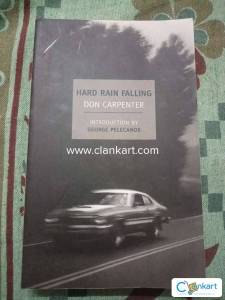 HARD RAIN FALLING
DON CARPENTER
INTRODUCTION BY
GEORGE PELECANOS
www.clankart.com
Clankart